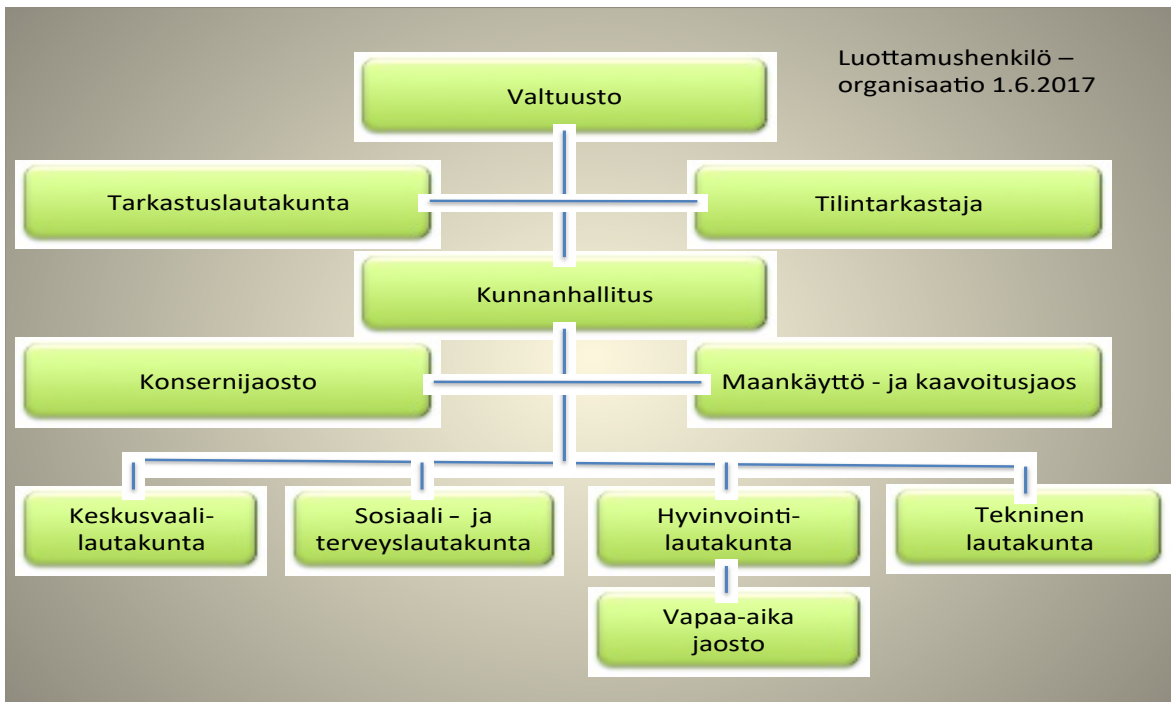 Luottamushenkilö –
organisaatio 1.6.2017
Valtuusto
Tarkastuslautakunta
Tilintarkastaja
Kunnanhallitus
Konsernijaosto
Maankäyttö - ja kaavoitusjaos
Keskusvaali-
lautakunta
Sosiaali - ja
terveyslautakunta
Hyvinvointi-
lautakunta
Tekninen
lautakunta
Vapaa-aika
jaosto